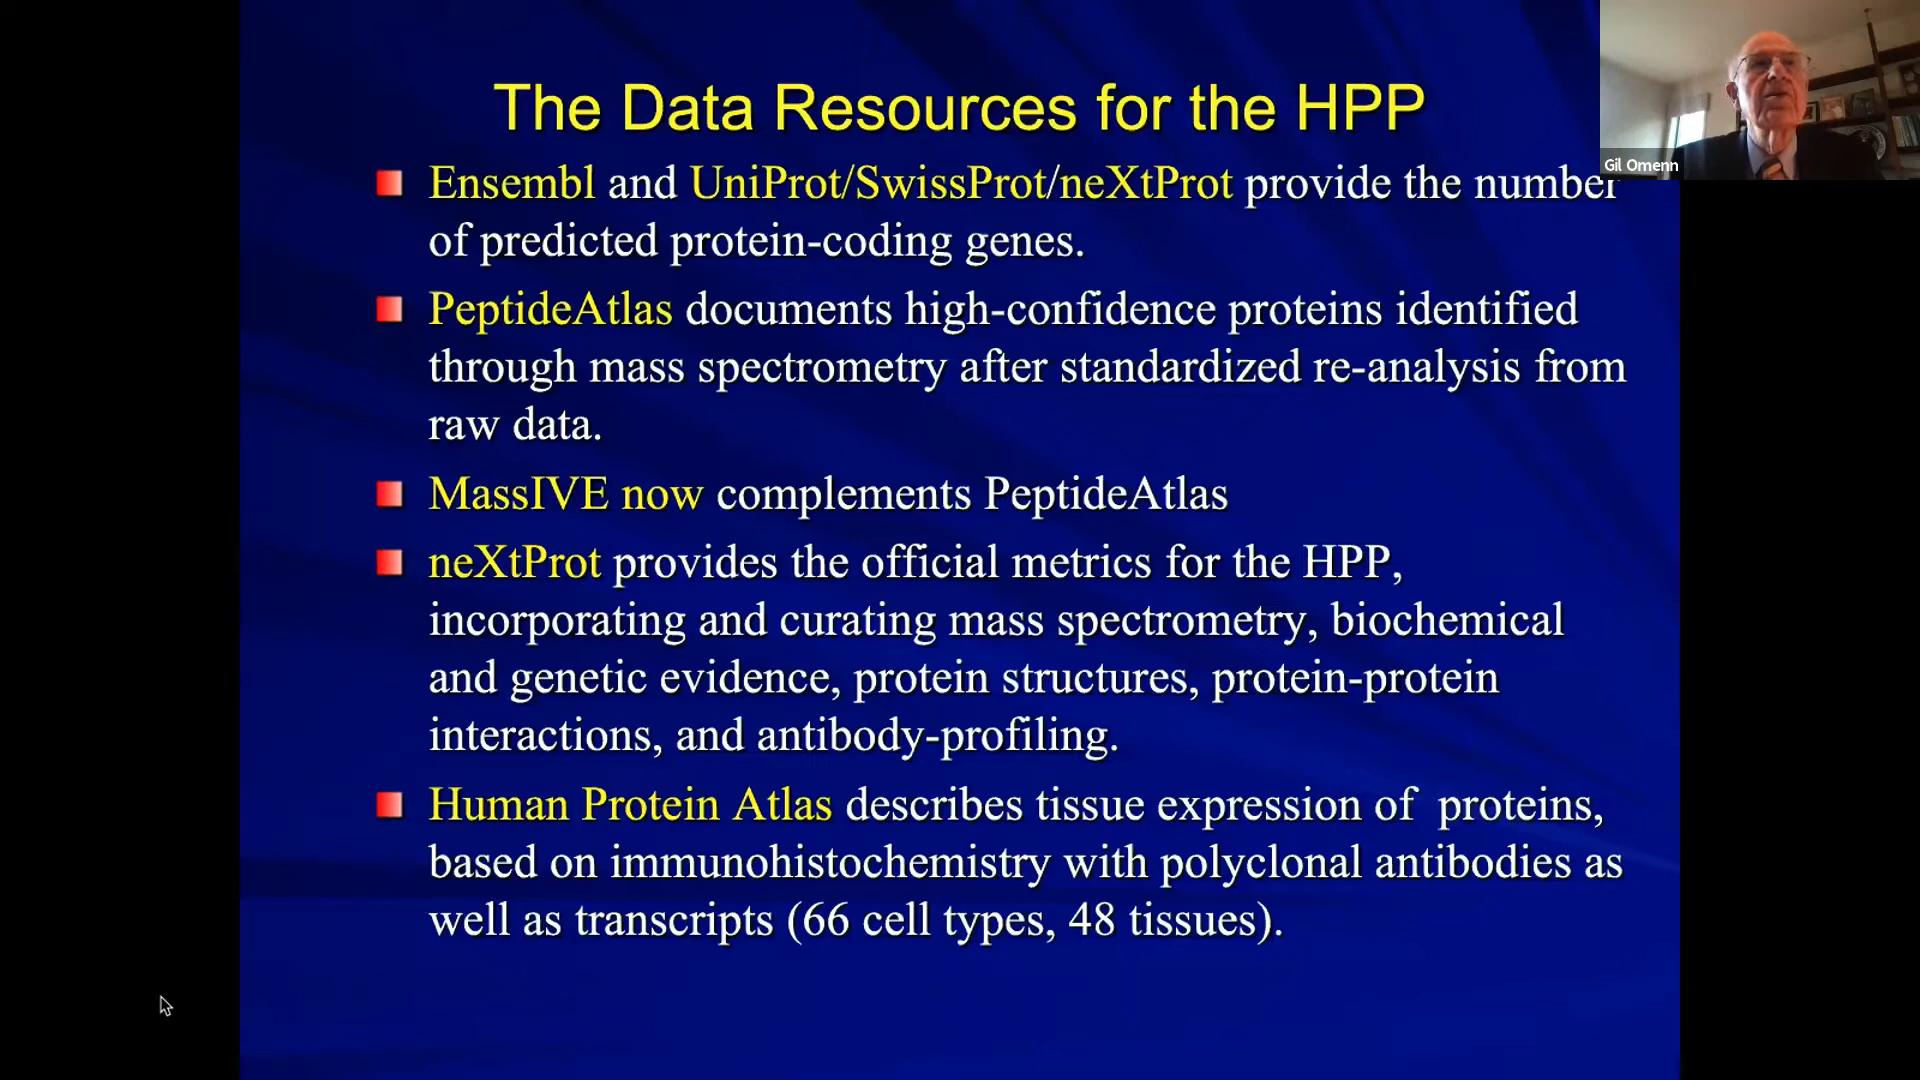 The Data Resources for the HPP
Gil Omenn
Ensembl and UniProt/SwissProt/neXtProt provide the number
of predicted protein-coding genes.
PeptideAtlas documents high-confidence proteins identified
through mass spectrometry after standardized re-analysis from
raw data.
MassIVE now complements PeptideAtlas
neXtProt provides the official metrics for the HPP,
incorporating and curating mass spectrometry, biochemical
and genetic evidence, protein structures, protein-protein
interactions, and antibody-profiling.
Human Protein Atlas describes tissue expression of  proteins,
based on immunohistochemistry with polyclonal antibodies as
well as transcripts (66 cell types, 48 tissues).